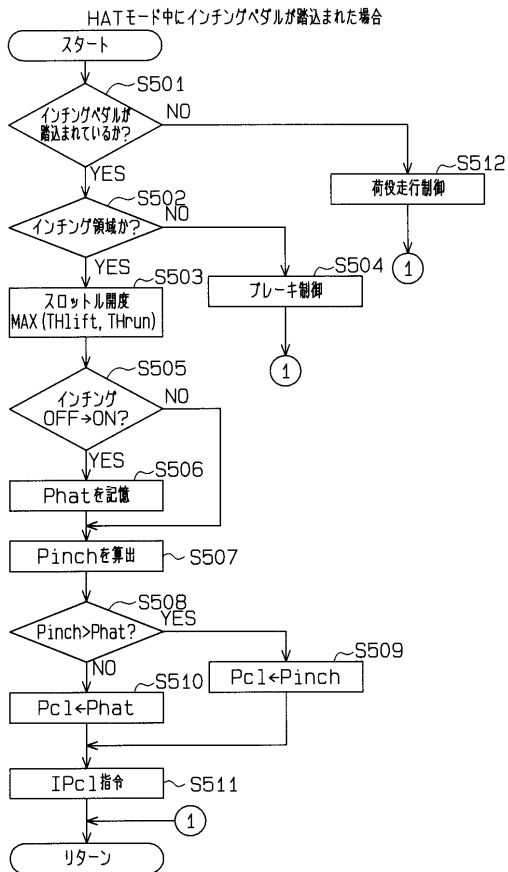 HATモード中にインチングペダルが踏込まれた場合
スタート
S501
インチングペダルが
踏込まれているか?
NO
YES
S512
荷役走行制御
1
S502
インチング領域か?
NO
YES
S503
スロットル開度
MAX(THlift, THrun)
S504
ブレーキ制御
1
S505
インチング
OFF→ON?
NO
YES
S506
Phatを記憶
Pinchを算出
S507
S508
Pinch>Phat?
YES
NO
S509
Pcl←Pinch
S510
Pcl←Phat
IPcl指令
S511
1
リターン